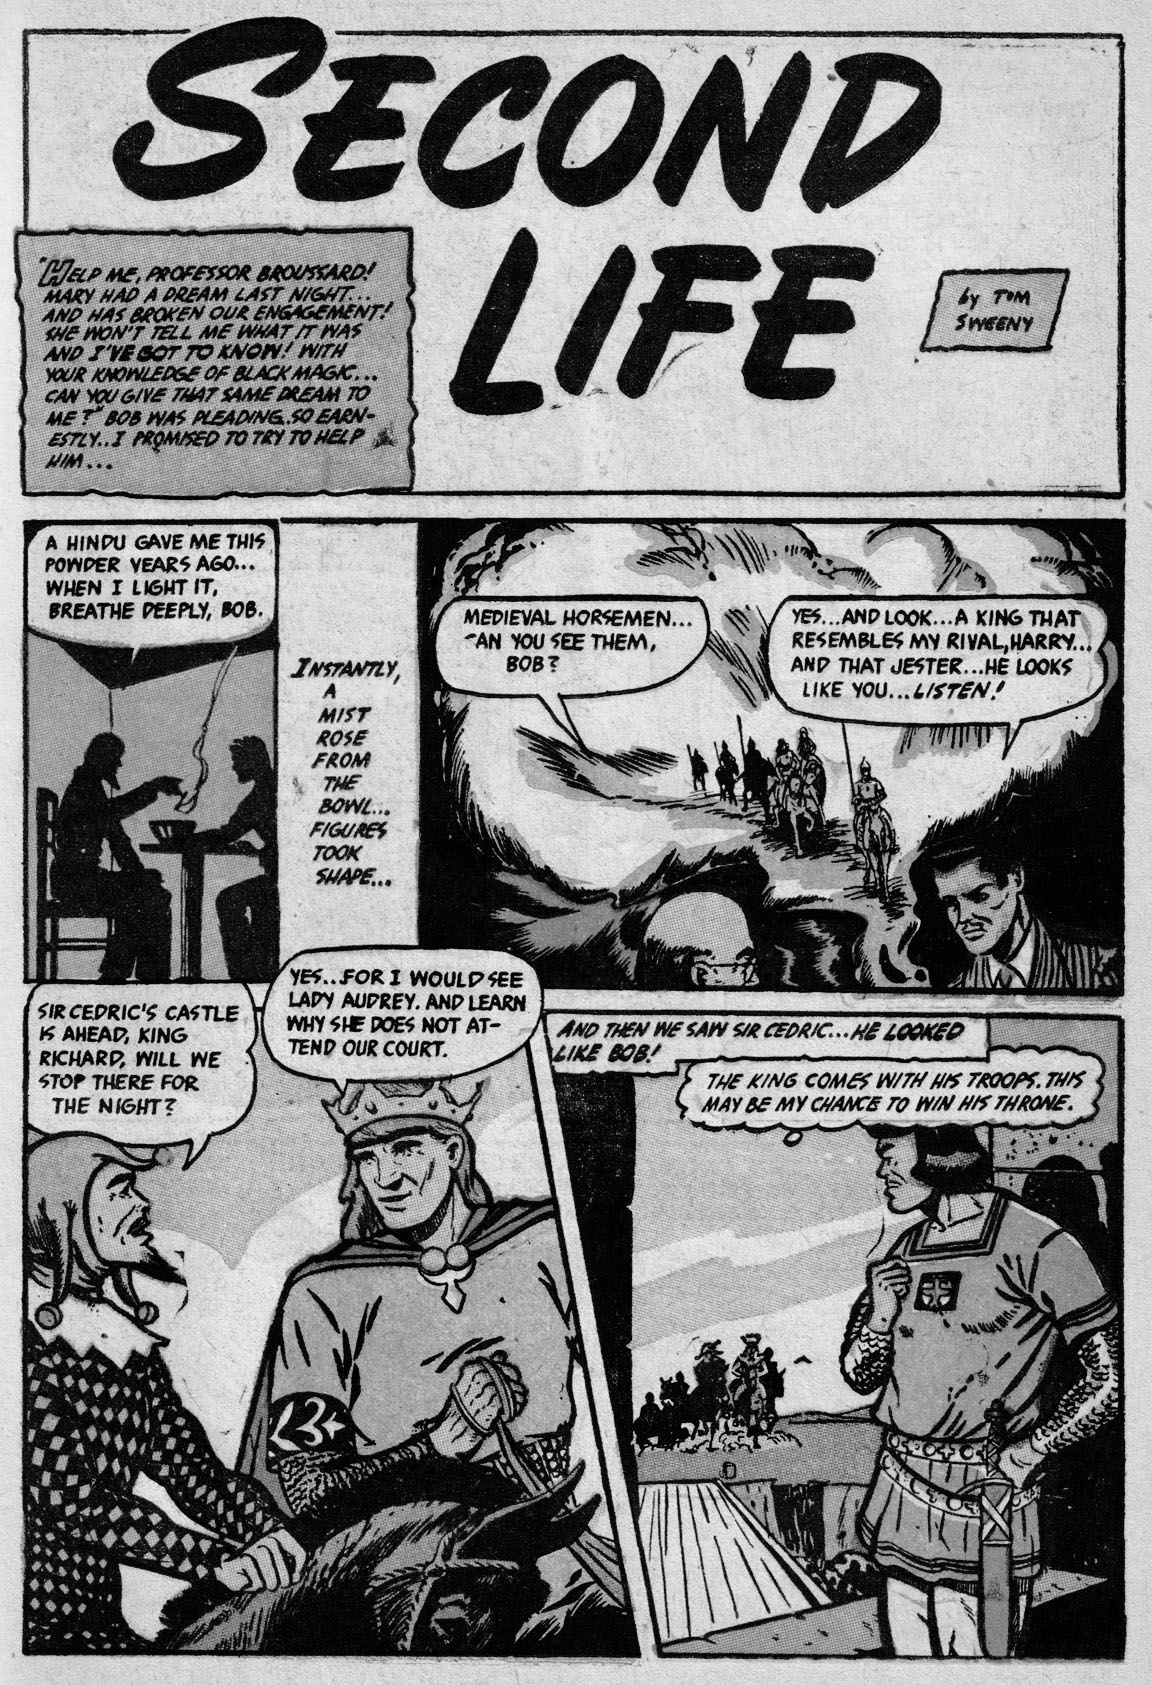 SECOND
LIFE
by TOM
SWEENY
"HELP ME, PROFESSOR BROUSSARD!
MARY HAD A DREAM LAST NIGHT...
AND HAS BROKEN OUR ENGAGEMENT!
SHE WON'T TELL ME WHAT IT WAS
AND I'VE GOT TO KNOW! WITH
YOUR KNOWLEDGE OF BLACK MAGIC...
CAN YOU GIVE THAT SAME DREAM TO
ME?" BOB WAS PLEADING..SO EARN-
ESTLY..I PROMISED TO TRY TO HELP
HIM...
A HINDU GAVE ME THIS
POWDER YEARS AGO...
WHEN I LIGHT IT,
BREATHE DEEPLY, BOB.
INSTANTLY,
A
MIST
ROSE
FROM
THE
BOWL...
FIGURES
TOOK
SHAPE...
MEDIEVAL HORSEMEN...
-AN YOU SEE THEM,
BOB?
YES...AND LOOK...A KING THAT
RESEMBLES MY RIVAL,HARRY...
AND THAT JESTER...HE LOOKS
LIKE YOU...LISTEN!
SIR CEDRIC'S CASTLE
IS AHEAD, KING
RICHARD, WILL WE
STOP THERE FOR
THE NIGHT?
YES...FOR I WOULD SEE
LADY AUDREY. AND LEARN
WHY SHE DOES NOT AT-
TEND OUR COURT.
AND THEN WE SAW SIR CEDRIC...HE LOOKED
LIKE BOB!
THE KING COMES WITH HIS TROOPS. THIS
MAY BE MY CHANCE TO WIN HIS THRONE.